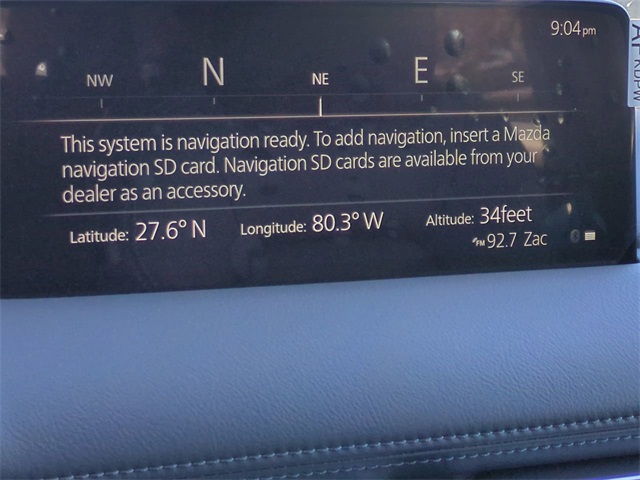 9:04pm
NW N NE E SE
This system is navigation ready. To add navigation, insert a Mazda
navigation SD card. Navigation SD cards are available from your
dealer as an accessory.
Latitude: 27.6° N Longitude: 80.3° W Altitude: 34feet
FM 92.7 Zac